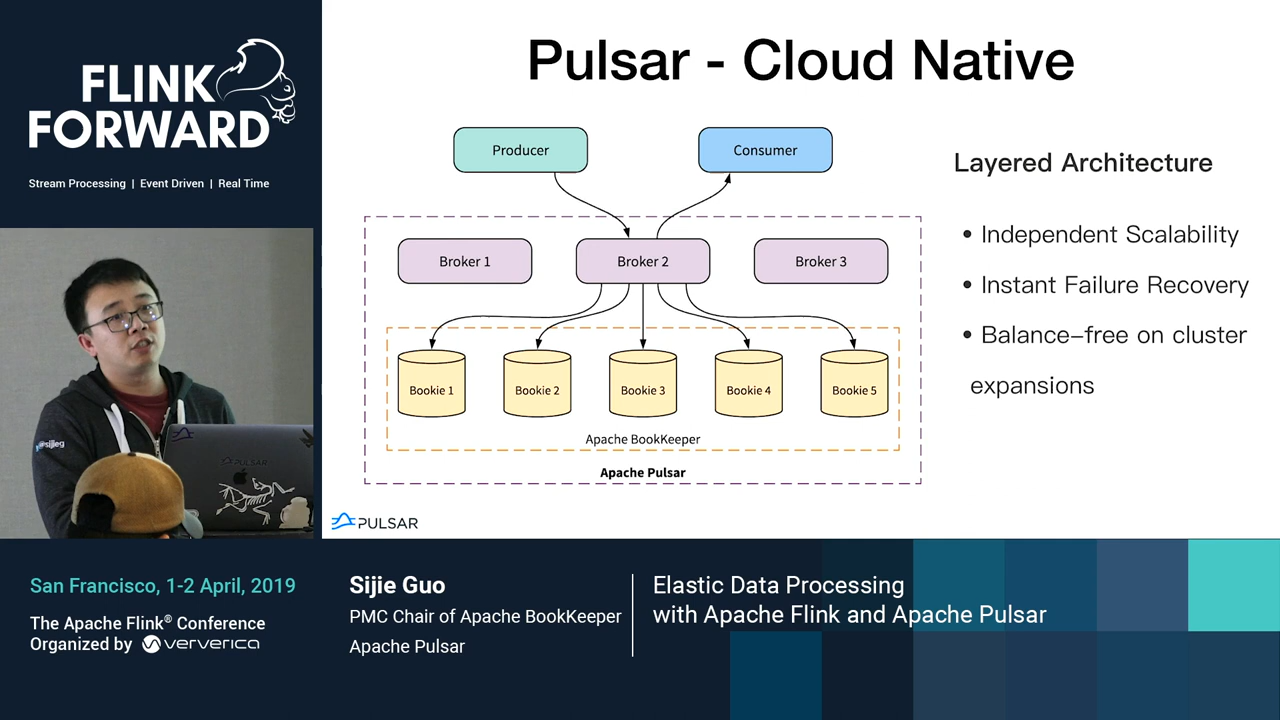 FLINK
FORWARD
Stream Processing | Event Driven | Real Time
Pulsar - Cloud Native
Producer
Consumer
Broker 1
Broker 2
Broker 3
Bookie 1
Bookie 2
Bookie 3
Bookie 4
Bookie 5
Apache BookKeeper
Apache Pulsar
Layered Architecture
• Independent Scalability
• Instant Failure Recovery
• Balance-free on cluster
expansions
PULSAR
@sijieg
PULSAR
San Francisco, 1-2 April, 2019
The Apache Flink® Conference
Organized by ververica
Sijie Guo
PMC Chair of Apache BookKeeper
Apache Pulsar
Elastic Data Processing
with Apache Flink and Apache Pulsar